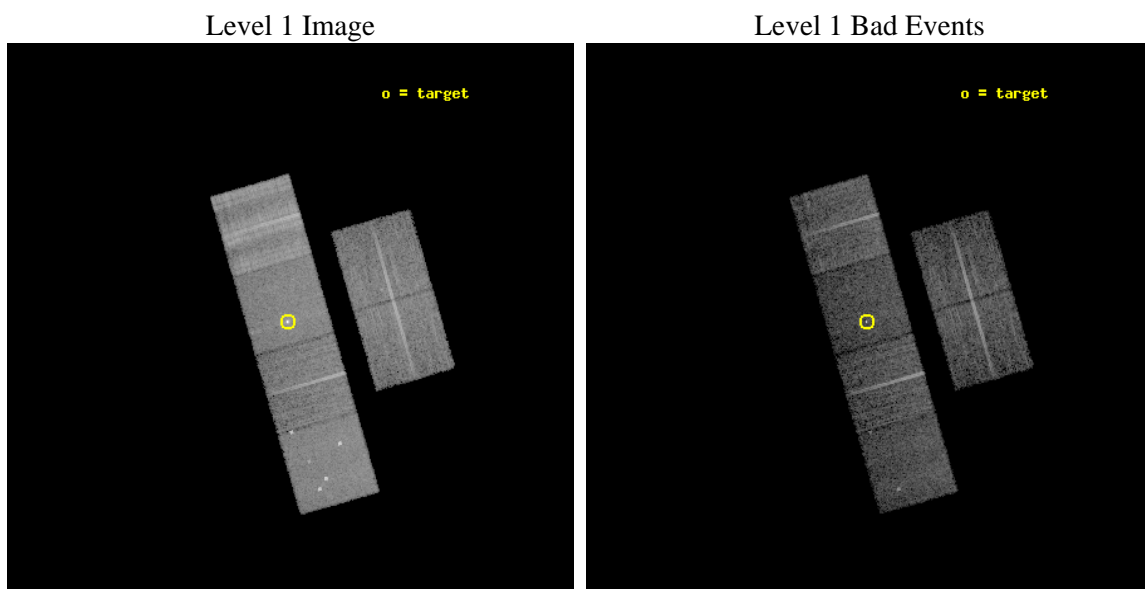 Level 1 Image
Level 1 Bad Events
o = target
o = target